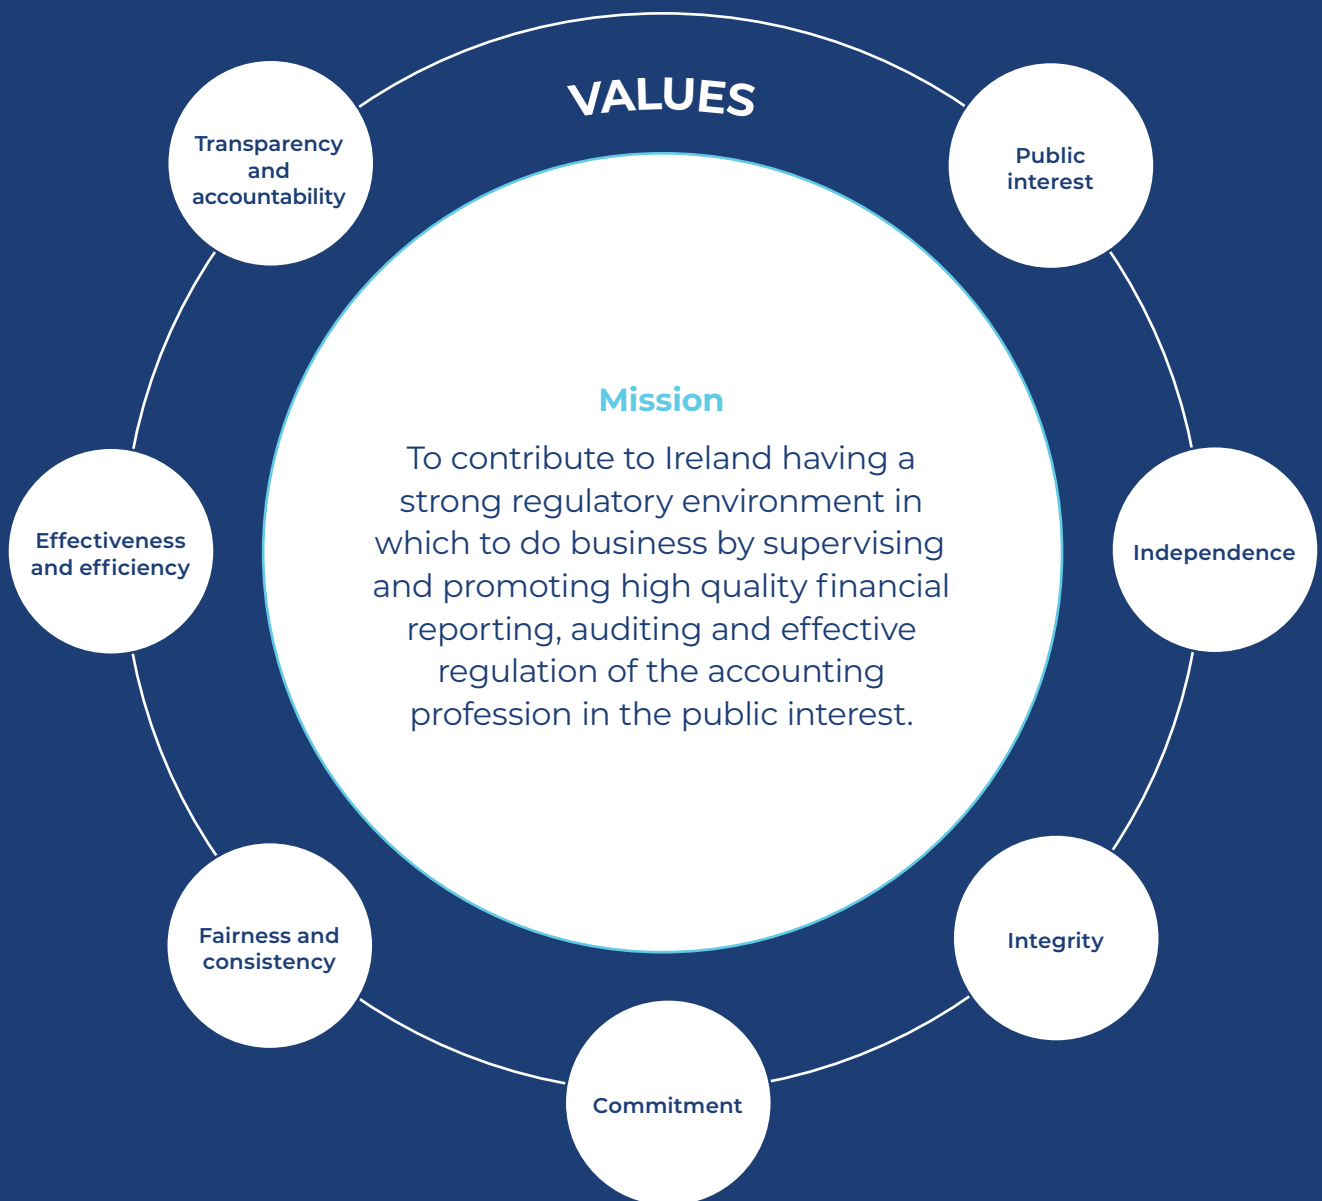 VALUES
Transparency
and
accountability
Public
interest
Mission
To contribute to Ireland having a
strong regulatory environment in
which to do business by supervising
and promoting high quality financial
reporting, auditing and effective
regulation of the accounting
profession in the public interest.
Effectiveness
and efficiency
Independence
Fairness and
consistency
Integrity
Commitment